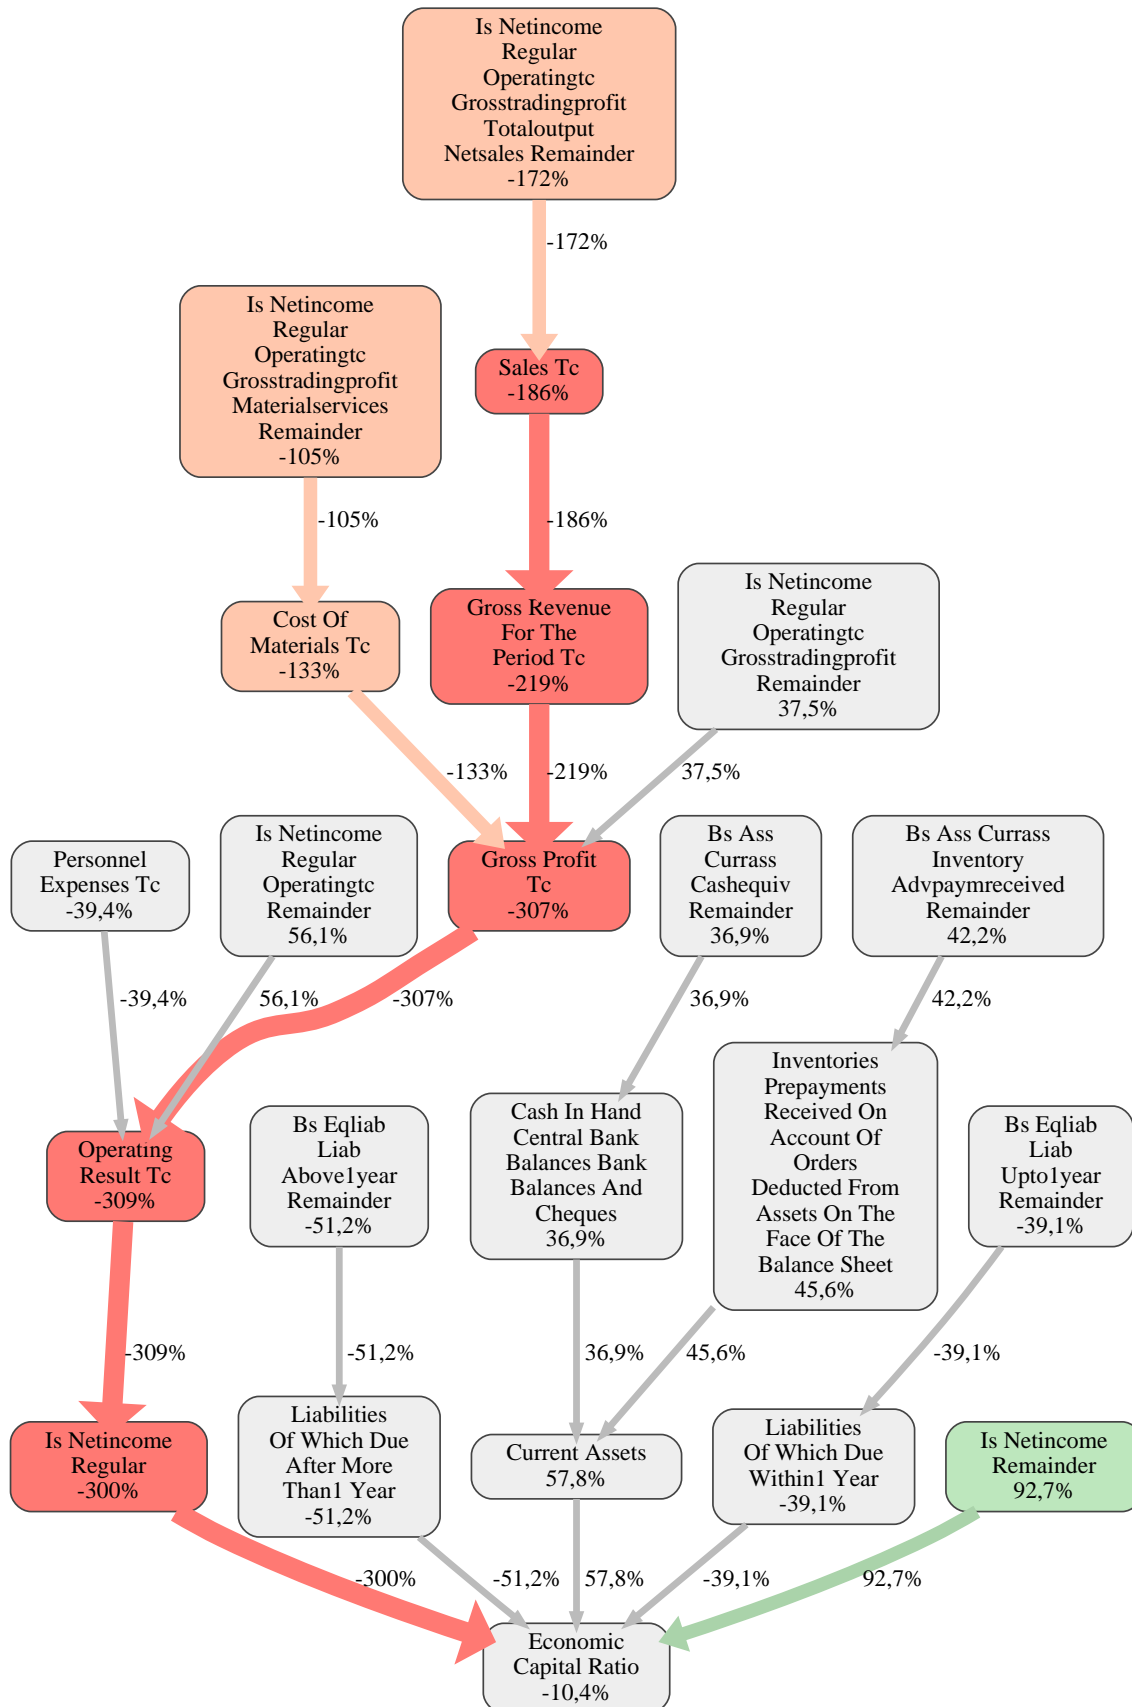 Is Netincome
Regular
Operatingtc
Grosstradingprofit
Totaloutput
Netsales Remainder
-172%
-172%
Is Netincome
Regular
Operatingtc
Grosstradingprofit
Materialservices
Remainder
-105%
Sales Tc
-186%
-105%
-186%
Cost Of
Materials Tc
-133%
Gross Revenue
For The
Period Tc
-219%
Is Netincome
Regular
Operatingtc
Grosstradingprofit
Remainder
37,5%
-133%
-219%
37,5%
Personnel
Expenses Tc
-39,4%
Is Netincome
Regular
Operatingtc
Remainder
56,1%
Gross Profit
Tc
-307%
Bs Ass
Currass
Cashequiv
Remainder
36,9%
Bs Ass Currass
Inventory
Advpaymreceived
Remainder
42,2%
-39,4%
56,1%
-307%
36,9%
42,2%
Operating
Result Tc
-309%
Bs Eqliab
Liab
Above1year
Remainder
-51,2%
Cash In Hand
Central Bank
Balances Bank
Balances And
Cheques
36,9%
Inventories
Prepayments
Received On
Account Of
Orders
Deducted From
Assets On The
Face Of The
Balance Sheet
45,6%
Bs Eqliab
Liab
Upto1year
Remainder
-39,1%
-309%
-51,2%
36,9%
45,6%
-39,1%
Is Netincome
Regular
-300%
Liabilities
Of Which Due
After More
Than1 Year
-51,2%
Current Assets
57,8%
Liabilities
Of Which Due
Within1 Year
-39,1%
Is Netincome
Remainder
92,7%
-300%
-51,2%
57,8%
-39,1%
92,7%
Economic
Capital Ratio
-10,4%